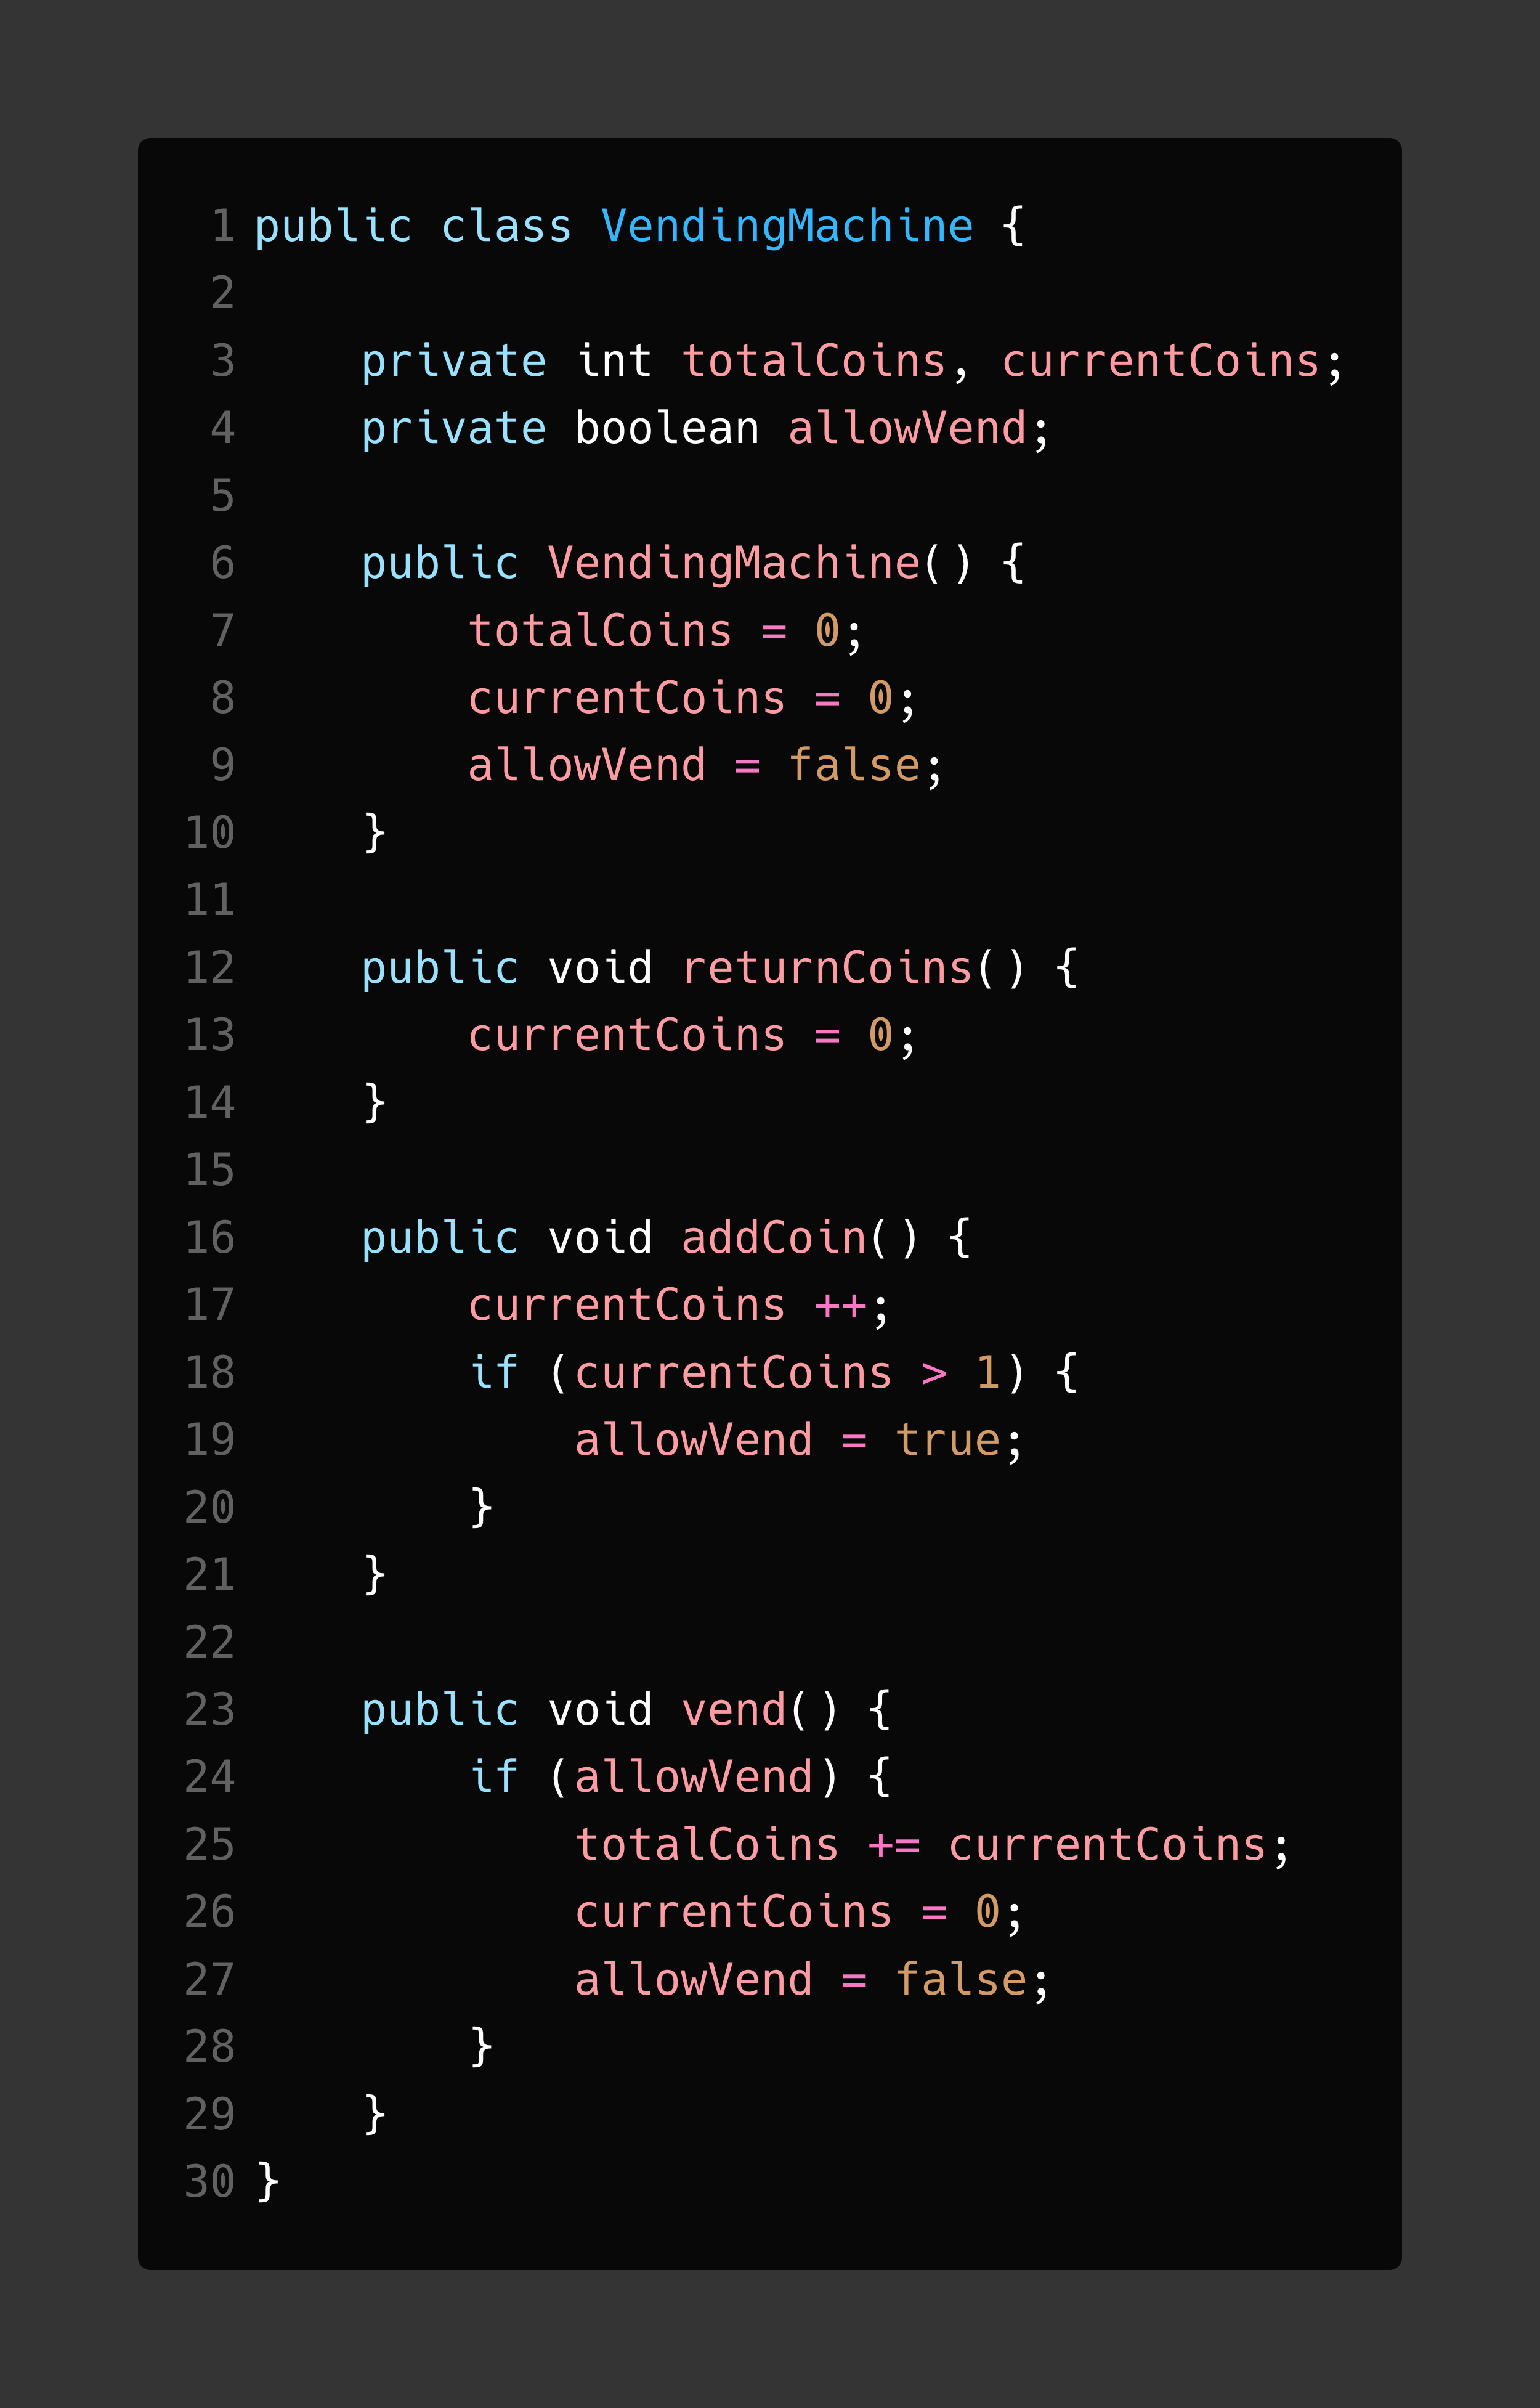 1 public class VendingMachine {
2
3     private int totalCoins, currentCoins;
4     private boolean allowVend;
5
6     public VendingMachine() {
7         totalCoins = 0;
8         currentCoins = 0;
9         allowVend = false;
10     }
11
12     public void returnCoins() {
13         currentCoins = 0;
14     }
15
16     public void addCoin() {
17         currentCoins ++;
18         if (currentCoins > 1) {
19             allowVend = true;
20         }
21     }
22
23     public void vend() {
24         if (allowVend) {
25             totalCoins += currentCoins;
26             currentCoins = 0;
27             allowVend = false;
28         }
29     }
30 }